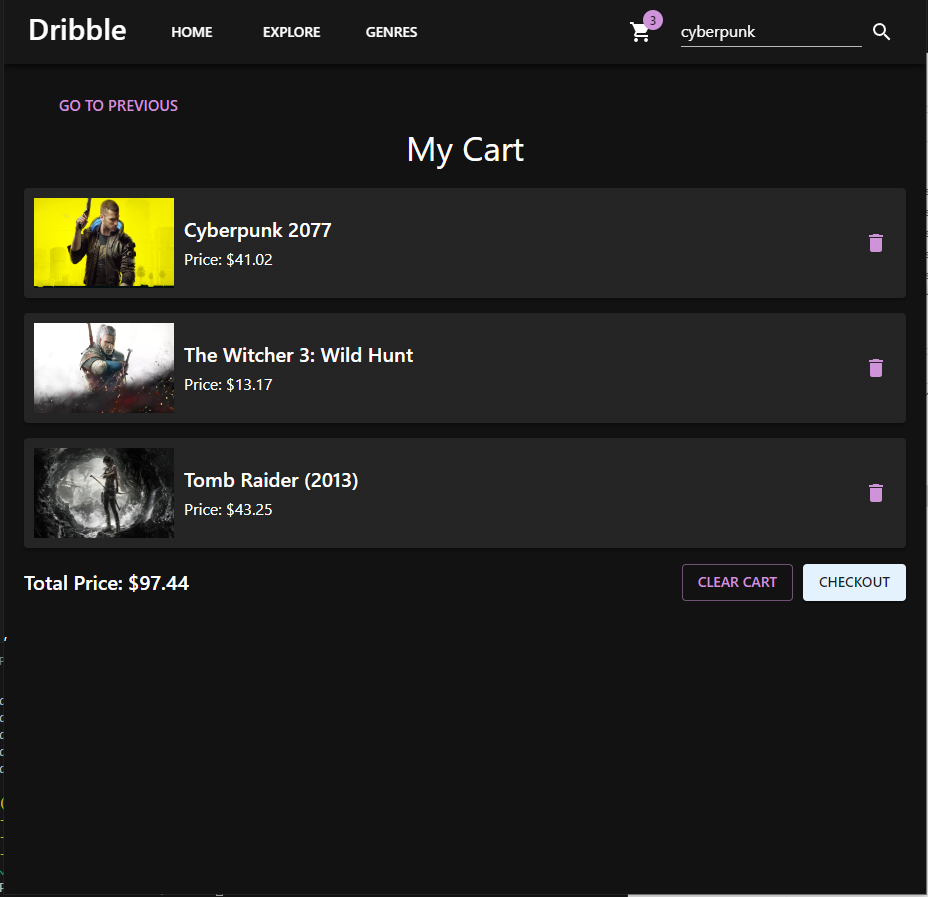 Dribble HOME EXPLORE GENRES 3 cyberpunk
GO TO PREVIOUS
My Cart
Cyberpunk 2077
Price: $41.02
The Witcher 3: Wild Hunt
Price: $13.17
Tomb Raider (2013)
Price: $43.25
Total Price: $97.44 CLEAR CART CHECKOUT